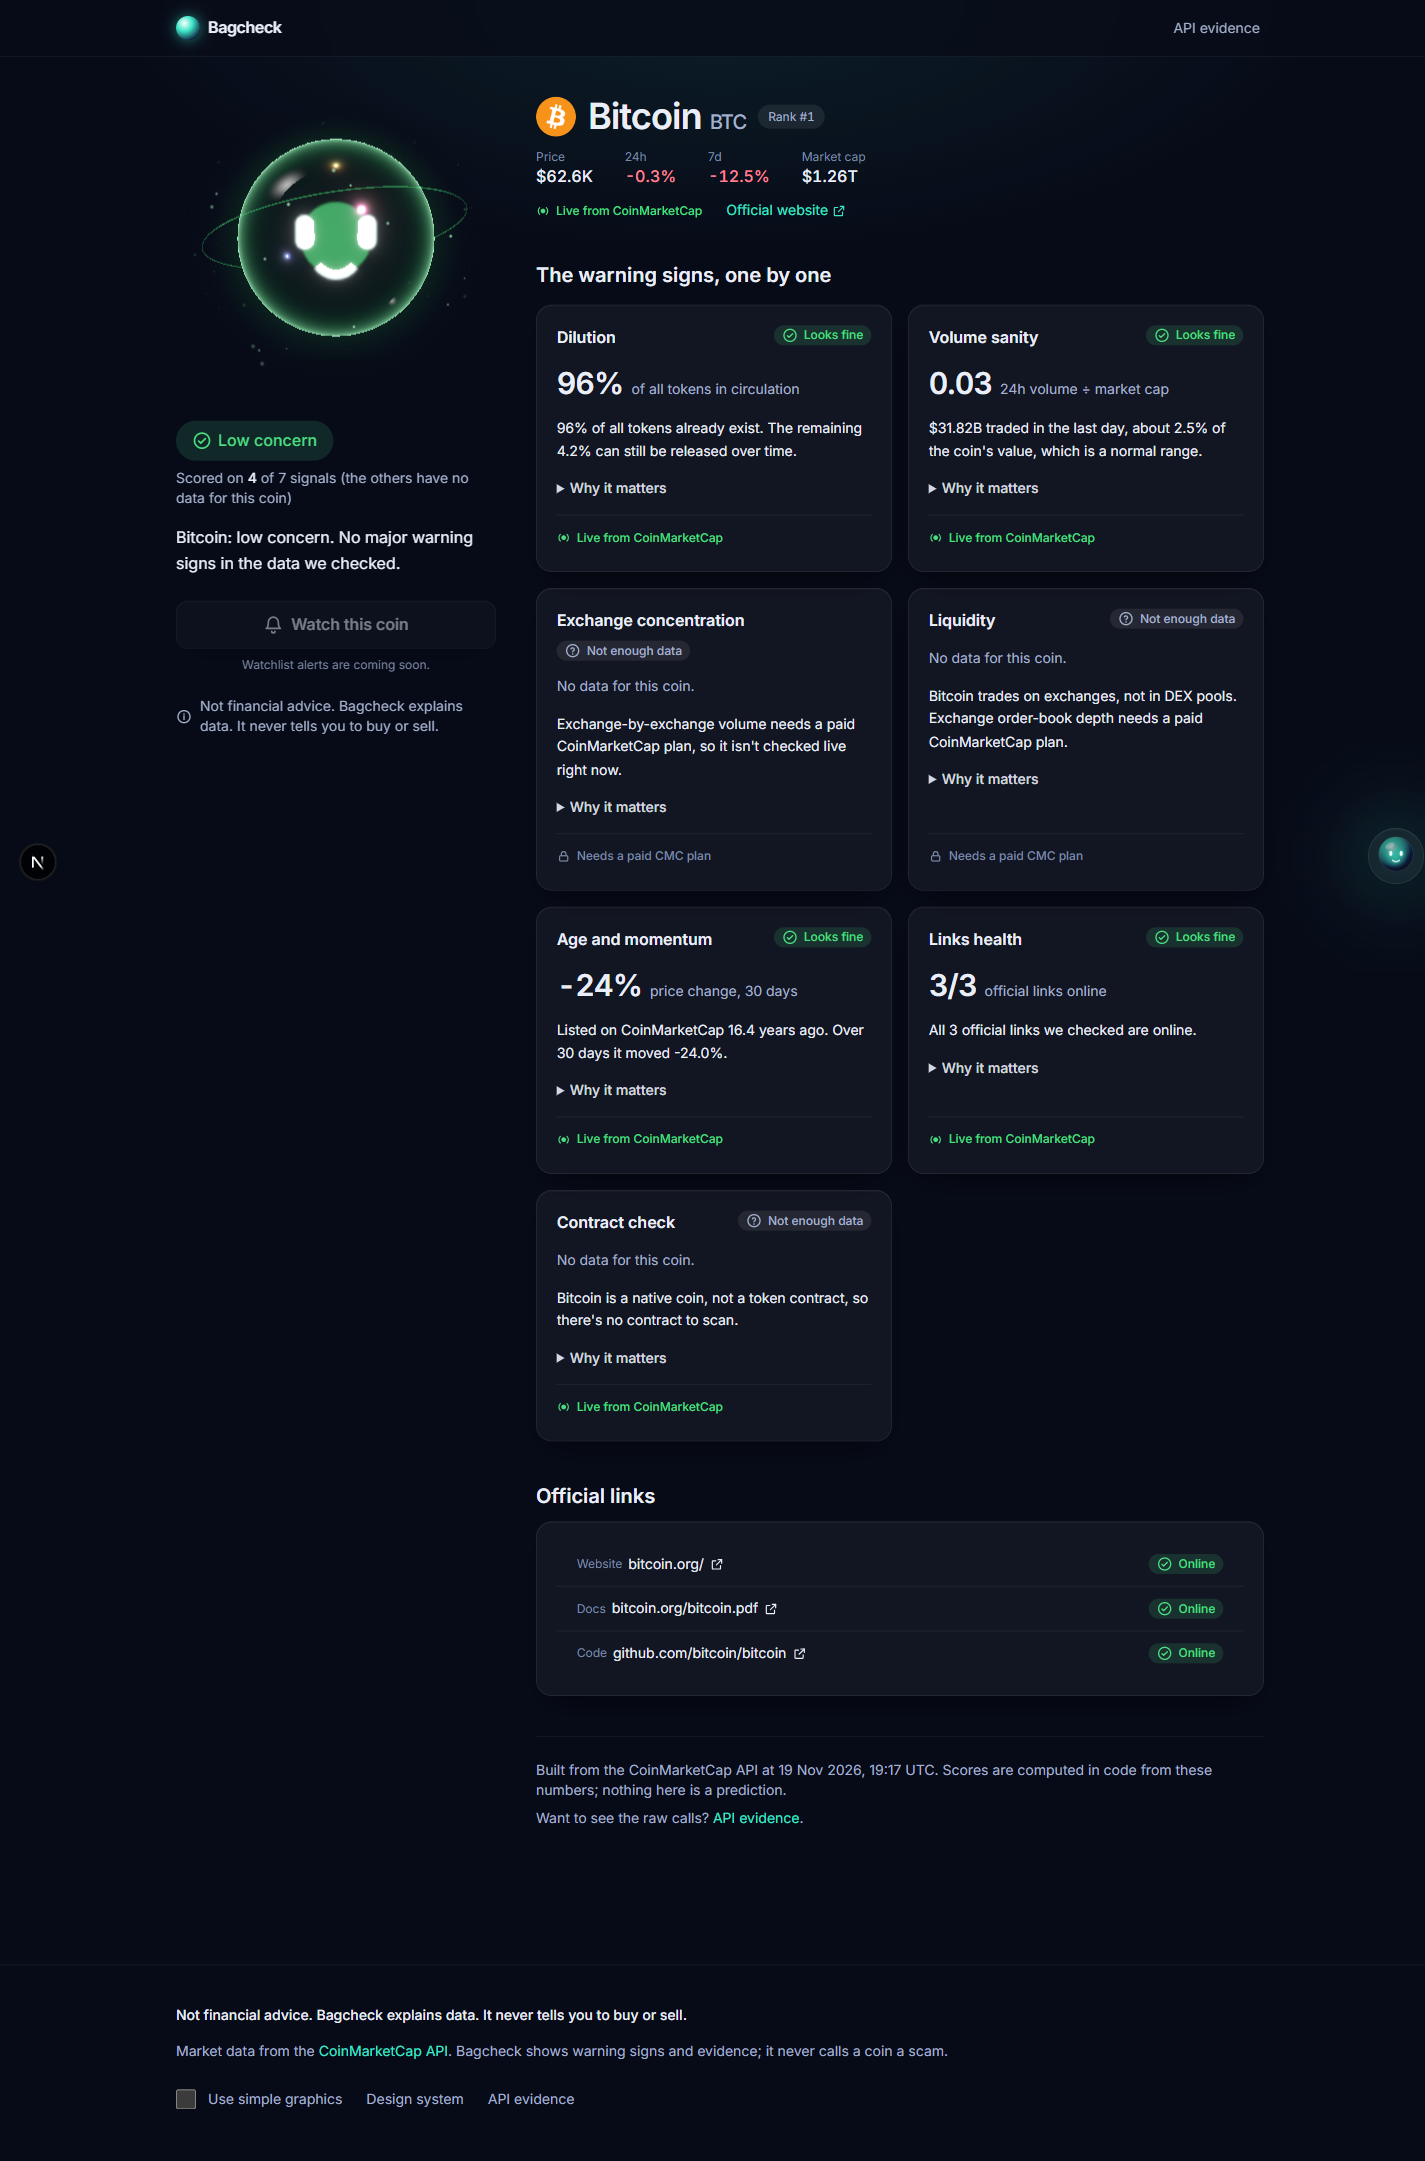 Bagcheck
API evidence
Bitcoin BTC Rank #1
Price 24h 7d Market cap
$62.6K -0.3% -12.5% $1.26T
Live from CoinMarketCap Official website
Low concern
Scored on 4 of 7 signals (the others have no
data for this coin)
Bitcoin: low concern. No major warning
signs in the data we checked.
Watch this coin
Watchlist alerts are coming soon.
Not financial advice. Bagcheck explains
data. It never tells you to buy or sell.
The warning signs, one by one
Dilution
Looks fine
96% of all tokens in circulation
96% of all tokens already exist. The remaining
4.2% can still be released over time.
Why it matters
Live from CoinMarketCap
Volume sanity
Looks fine
0.03 24h volume ÷ market cap
$31.82B traded in the last day, about 2.5% of
the coin's value, which is a normal range.
Why it matters
Live from CoinMarketCap
Exchange concentration
Not enough data
No data for this coin.
Exchange-by-exchange volume needs a paid
CoinMarketCap plan, so it isn't checked live
right now.
Why it matters
Needs a paid CMC plan
Liquidity
Not enough data
No data for this coin.
Bitcoin trades on exchanges, not in DEX pools.
Exchange order-book depth needs a paid
CoinMarketCap plan.
Why it matters
Needs a paid CMC plan
N
Age and momentum
Looks fine
-24% price change, 30 days
Listed on CoinMarketCap 16.4 years ago. Over
30 days it moved -24.0%.
Why it matters
Live from CoinMarketCap
Links health
Looks fine
3/3 official links online
All 3 official links we checked are online.
Why it matters
Live from CoinMarketCap
Contract check
Not enough data
No data for this coin.
Bitcoin is a native coin, not a token contract, so
there's no contract to scan.
Why it matters
Live from CoinMarketCap
Official links
Website bitcoin.org/ Online
Docs bitcoin.org/bitcoin.pdf Online
Code github.com/bitcoin/bitcoin Online
Built from the CoinMarketCap API at 19 Nov 2026, 19:17 UTC. Scores are computed in code from these
numbers; nothing here is a prediction.
Want to see the raw calls? API evidence.
Not financial advice. Bagcheck explains data. It never tells you to buy or sell.
Market data from the CoinMarketCap API. Bagcheck shows warning signs and evidence; it never calls a coin a scam.
Use simple graphics Design system API evidence